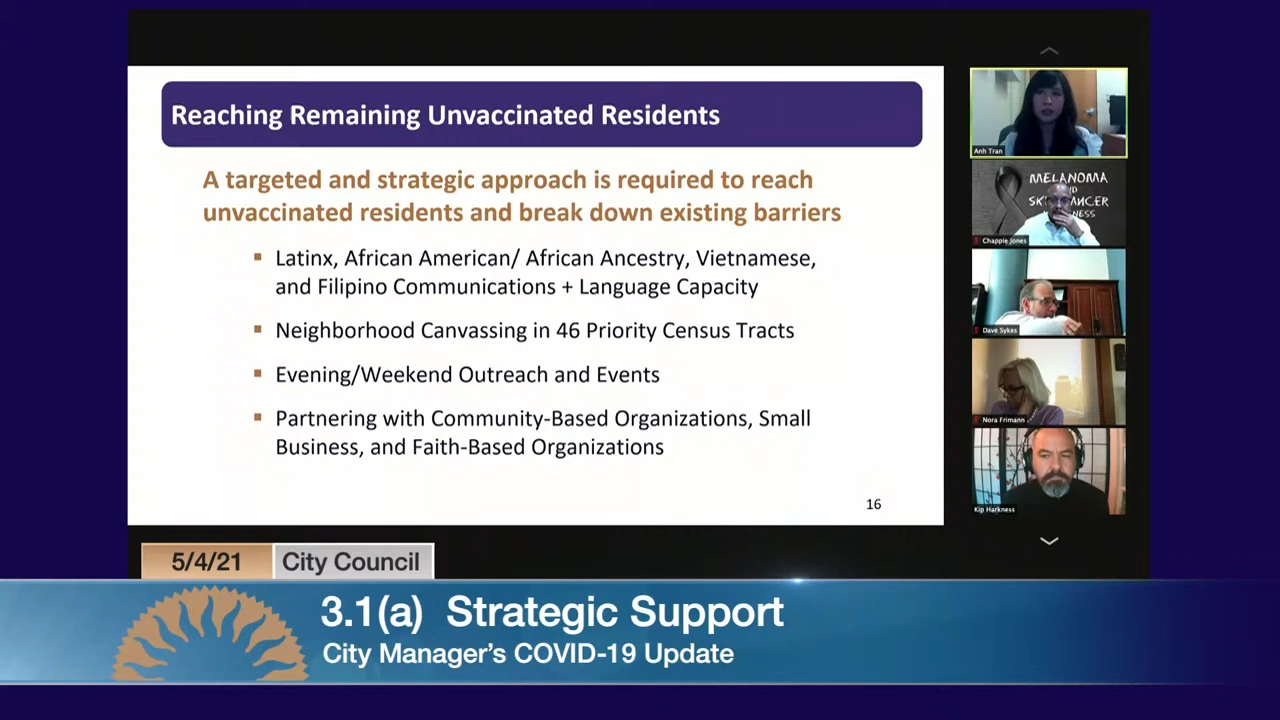 Reaching Remaining Unvaccinated Residents
A targeted and strategic approach is required to reach
unvaccinated residents and break down existing barriers
Latinx, African American/ African Ancestry, Vietnamese,
and Filipino Communications + Language Capacity
Neighborhood Canvassing in 46 Priority Census Tracts
Evening/Weekend Outreach and Events
Partnering with Community-Based Organizations, Small
Business, and Faith-Based Organizations
16
Anh Tran
MELANOMA
Chappie Jones
Dave Sykes
Nora Frimann
Kip Harkness
5/4/21 City Council
3.1(a) Strategic Support
City Manager's COVID-19 Update